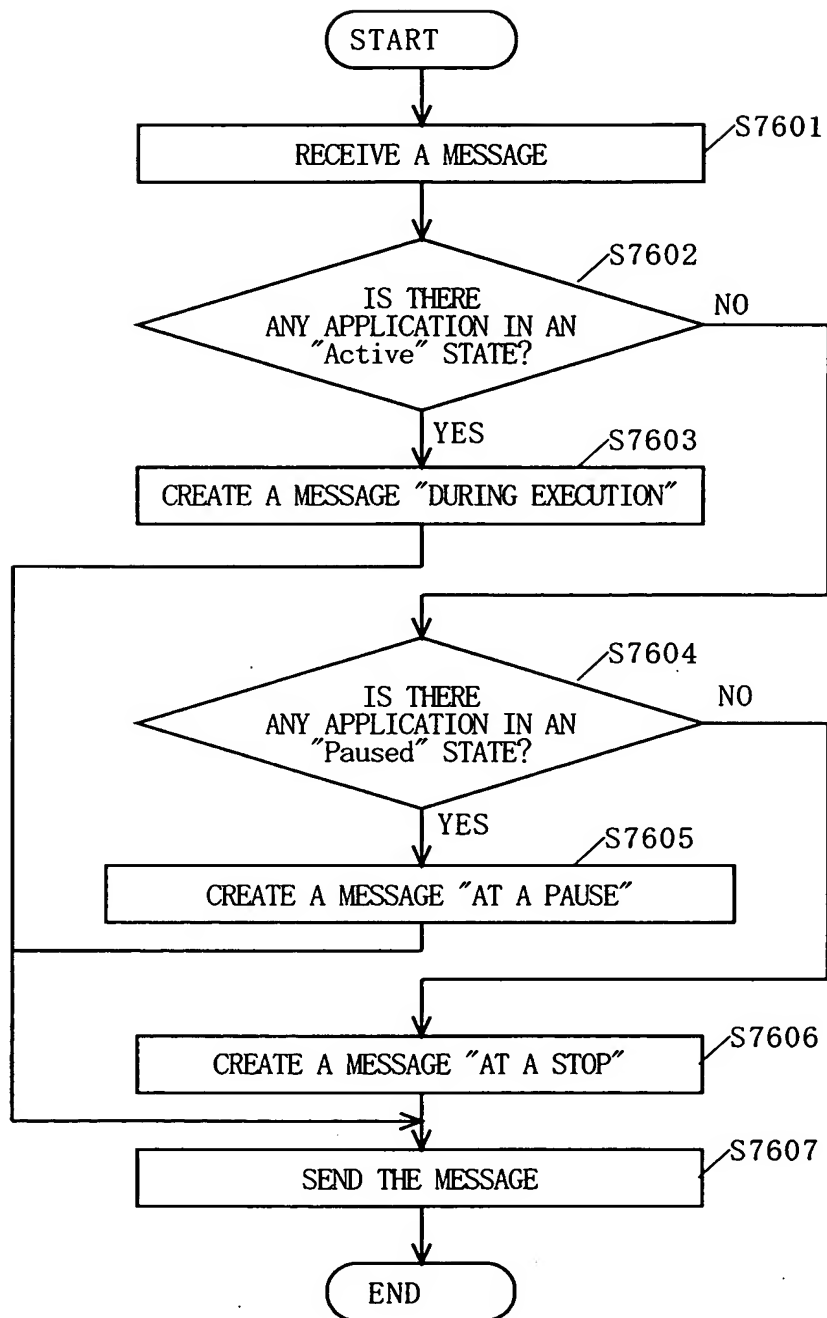 START
S7601
RECEIVE A MESSAGE
S7602
IS THERE
ANY APPLICATION IN AN
"Active" STATE?
NO
YES
S7603
CREATE A MESSAGE "DURING EXECUTION"
S7604
IS THERE
ANY APPLICATION IN AN
"Paused" STATE?
NO
YES
S7605
CREATE A MESSAGE "AT A PAUSE"
S7606
CREATE A MESSAGE "AT A STOP"
S7607
SEND THE MESSAGE
END